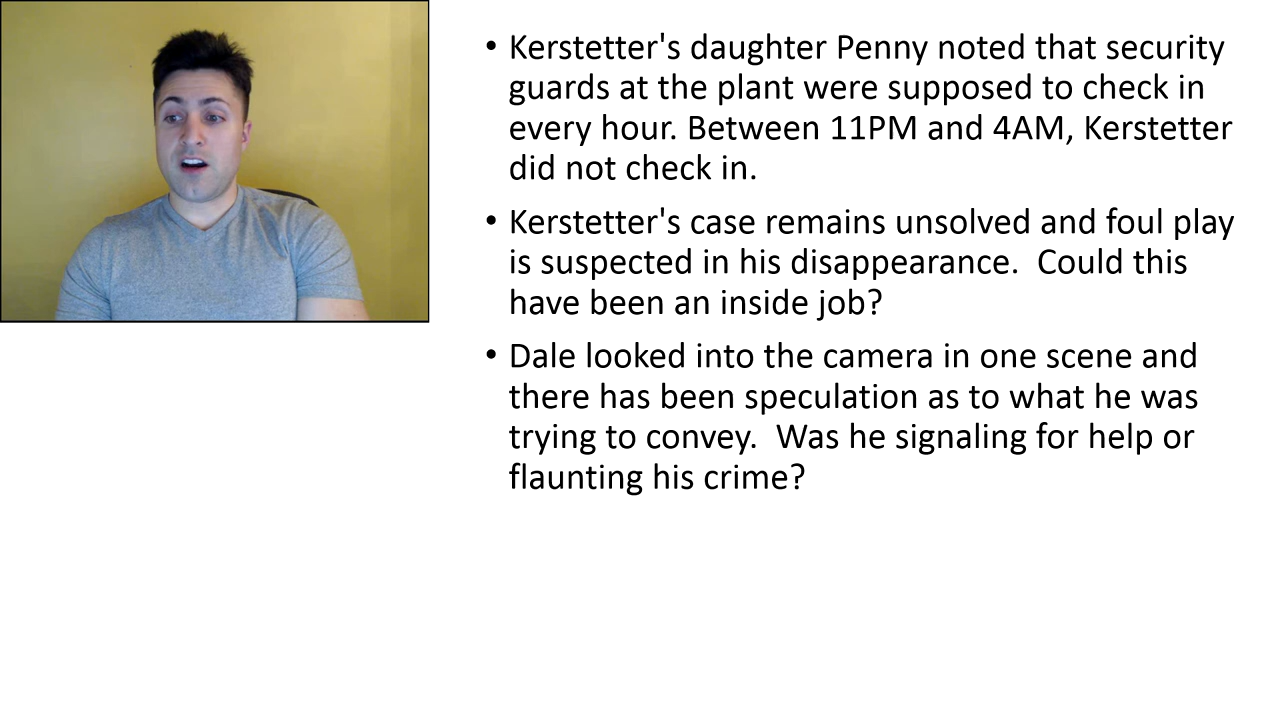 • Kerstetter's daughter Penny noted that security
guards at the plant were supposed to check in
every hour. Between 11PM and 4AM, Kerstetter
did not check in.
• Kerstetter's case remains unsolved and foul play
is suspected in his disappearance.  Could this
have been an inside job?
• Dale looked into the camera in one scene and
there has been speculation as to what he was
trying to convey.  Was he signaling for help or
flaunting his crime?